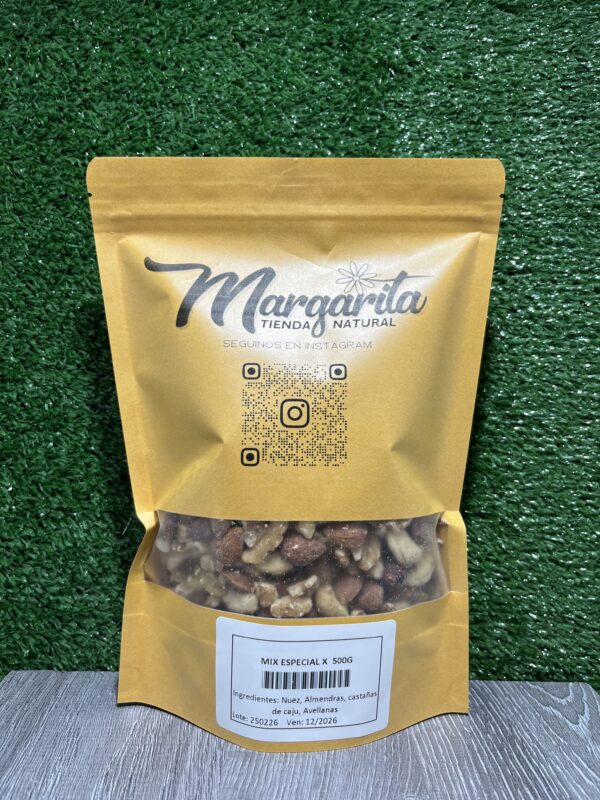 Margarita
TIENDA NATURAL
SEGUINOS EN INSTAGRAM
MIX ESPECIAL X 500G
Ingredientes: Nuez, Almendras, castañas
de caju, Avellanas
Lote: 250226 Ven: 12/2026